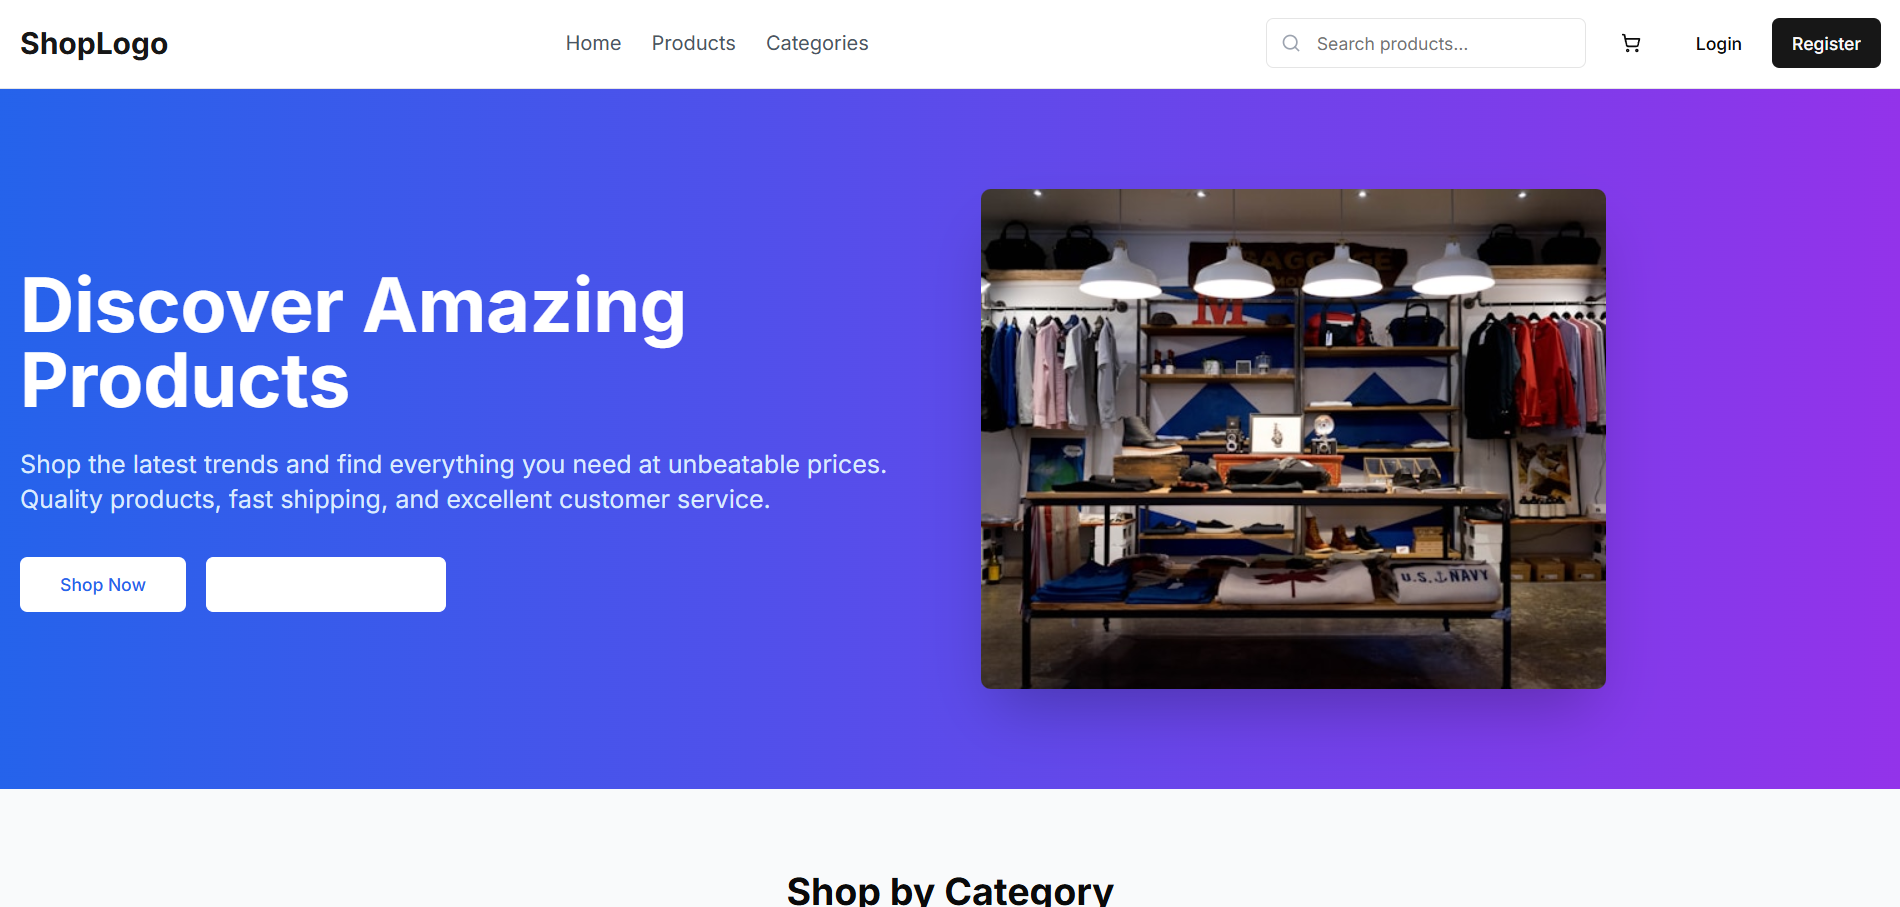 ShopLogo
Home
Products
Categories
Search products...
Login
Register
Discover Amazing
Products
Shop the latest trends and find everything you need at unbeatable prices.
Quality products, fast shipping, and excellent customer service.
Shop Now
BAGGAGE
M
U.S. NAVY
Shop by Category